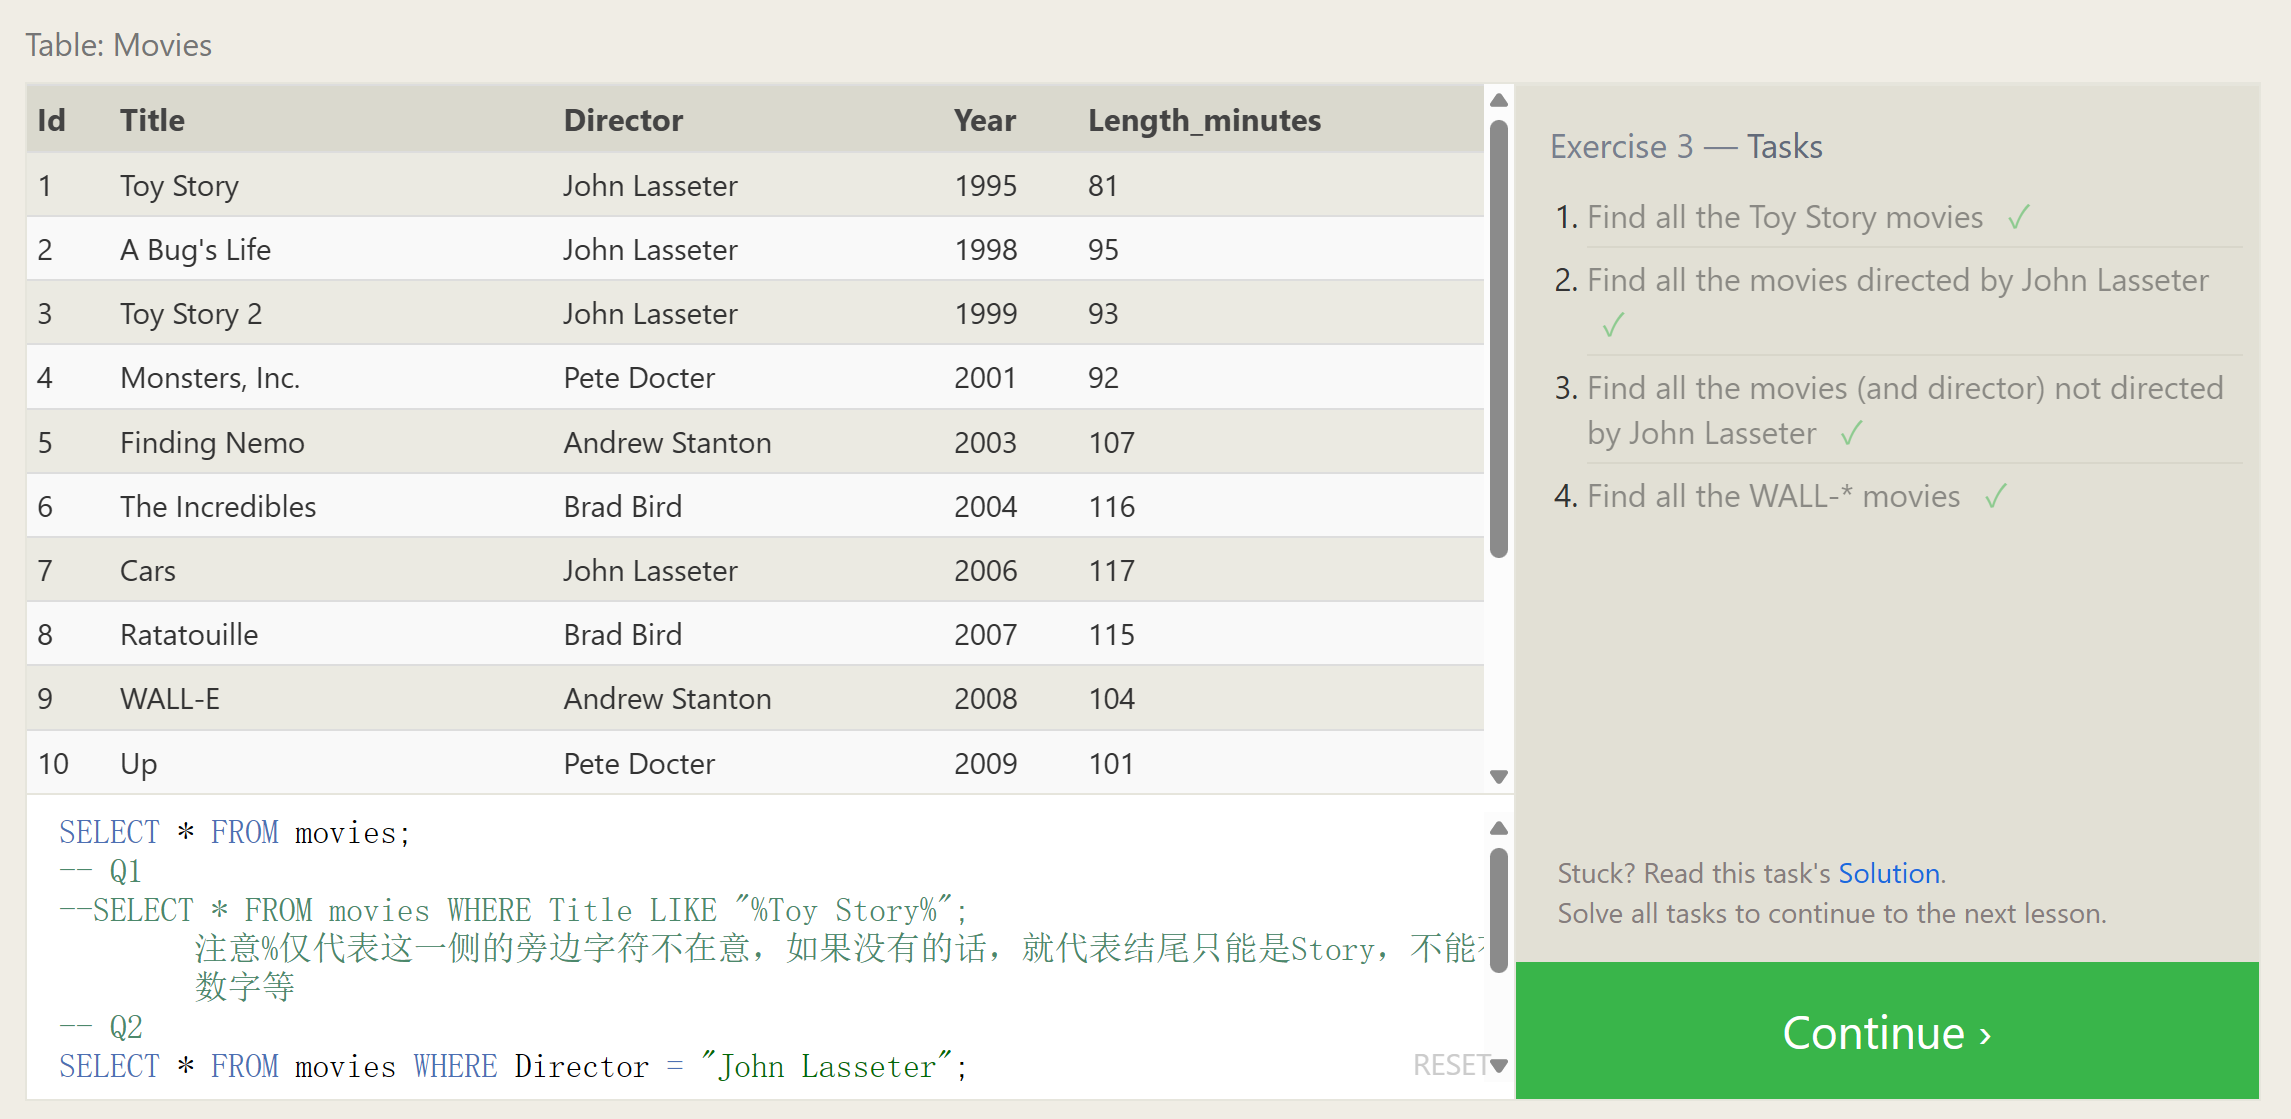 Table: Movies
Id Title Director Year Length_minutes
1 Toy Story John Lasseter 1995 81
2 A Bug's Life John Lasseter 1998 95
3 Toy Story 2 John Lasseter 1999 93
4 Monsters, Inc. Pete Docter 2001 92
5 Finding Nemo Andrew Stanton 2003 107
6 The Incredibles Brad Bird 2004 116
7 Cars John Lasseter 2006 117
8 Ratatouille Brad Bird 2007 115
9 WALL-E Andrew Stanton 2008 104
10 Up Pete Docter 2009 101
SELECT * FROM movies;
-- Q1
--SELECT * FROM movies WHERE Title LIKE "%Toy Story%";
注意%仅代表这一侧的旁边字符不在意，如果没有的话，就代表结尾只能是Story，不能
数字等
-- Q2
SELECT * FROM movies WHERE Director = "John Lasseter";
RESET
Exercise 3 — Tasks
1. Find all the Toy Story movies ✓
2. Find all the movies directed by John Lasseter
✓
3. Find all the movies (and director) not directed
by John Lasseter ✓
4. Find all the WALL-* movies ✓
Stuck? Read this task's Solution.
Solve all tasks to continue to the next lesson.
Continue ›